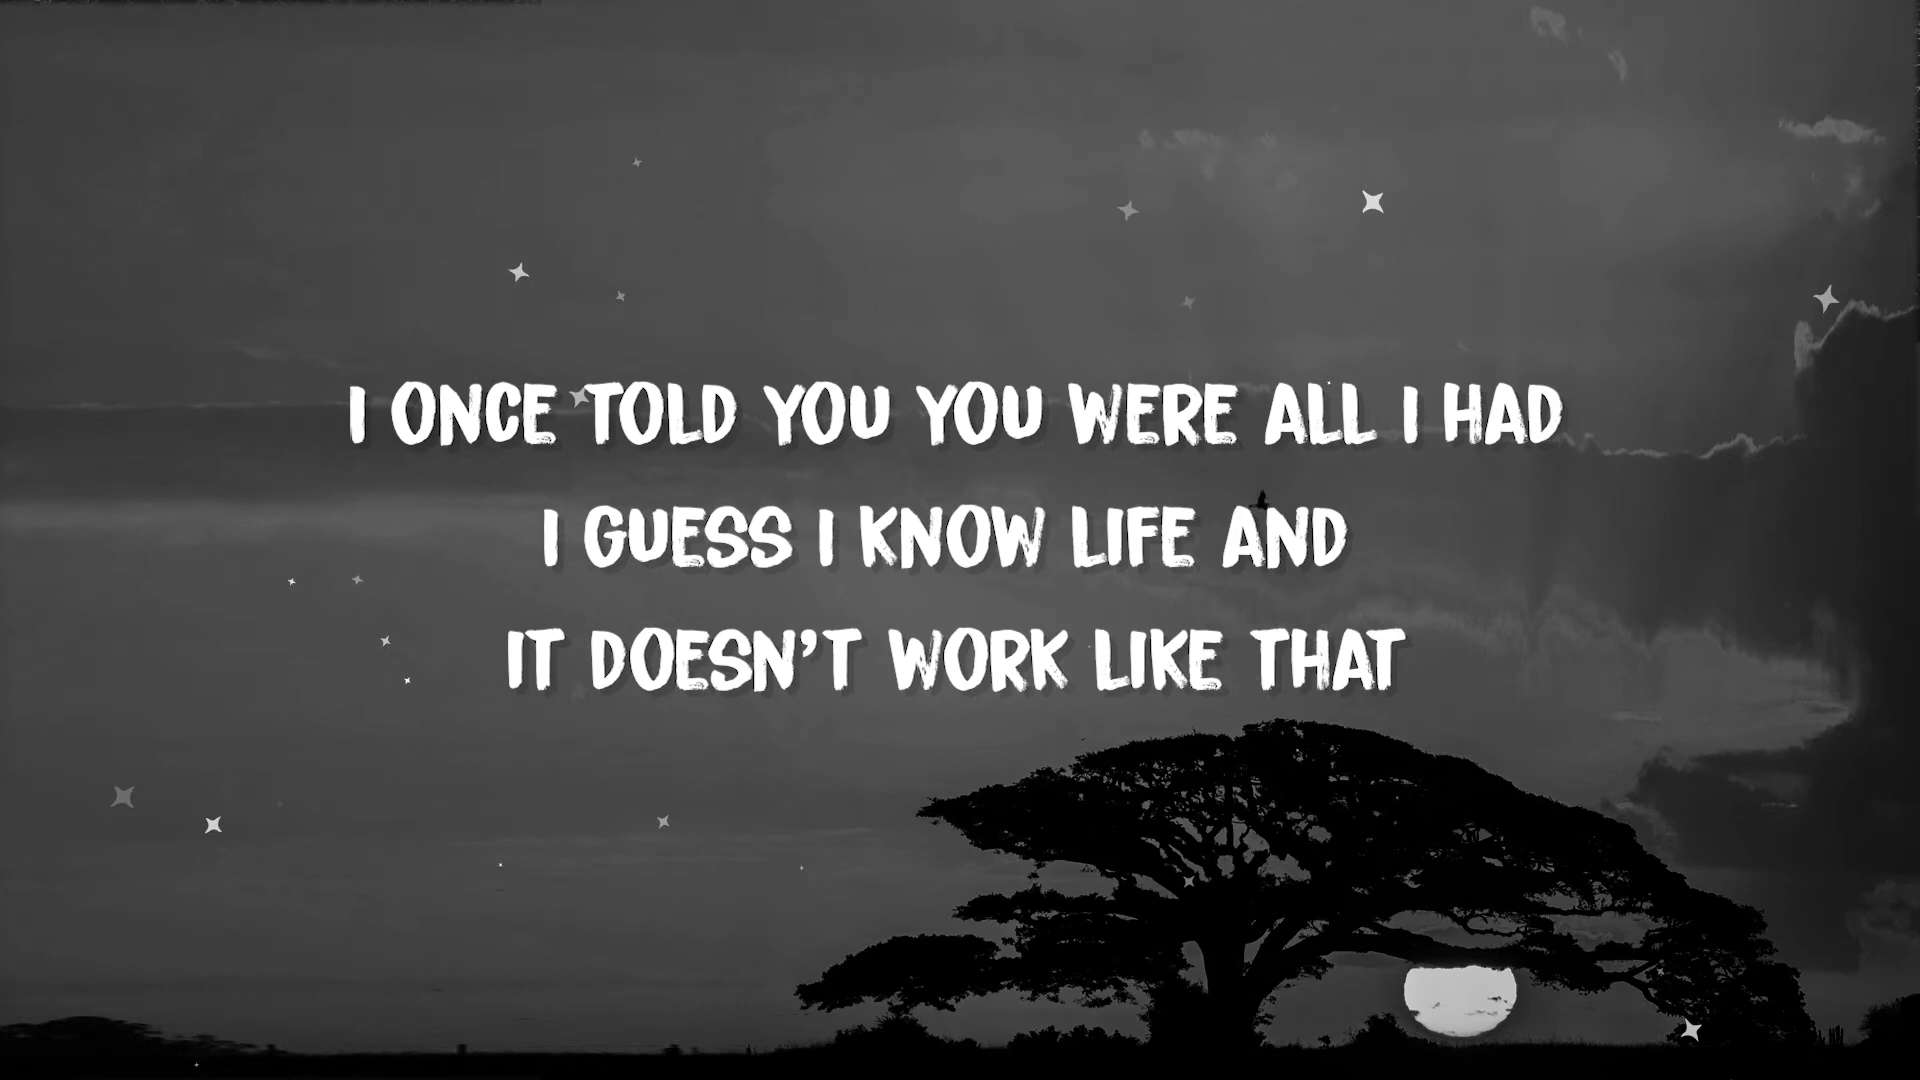 I ONCE TOLD YOU YOU WERE ALL I HAD
I GUESS I KNOW LIFE AND
IT DOESN'T WORK LIKE THAT